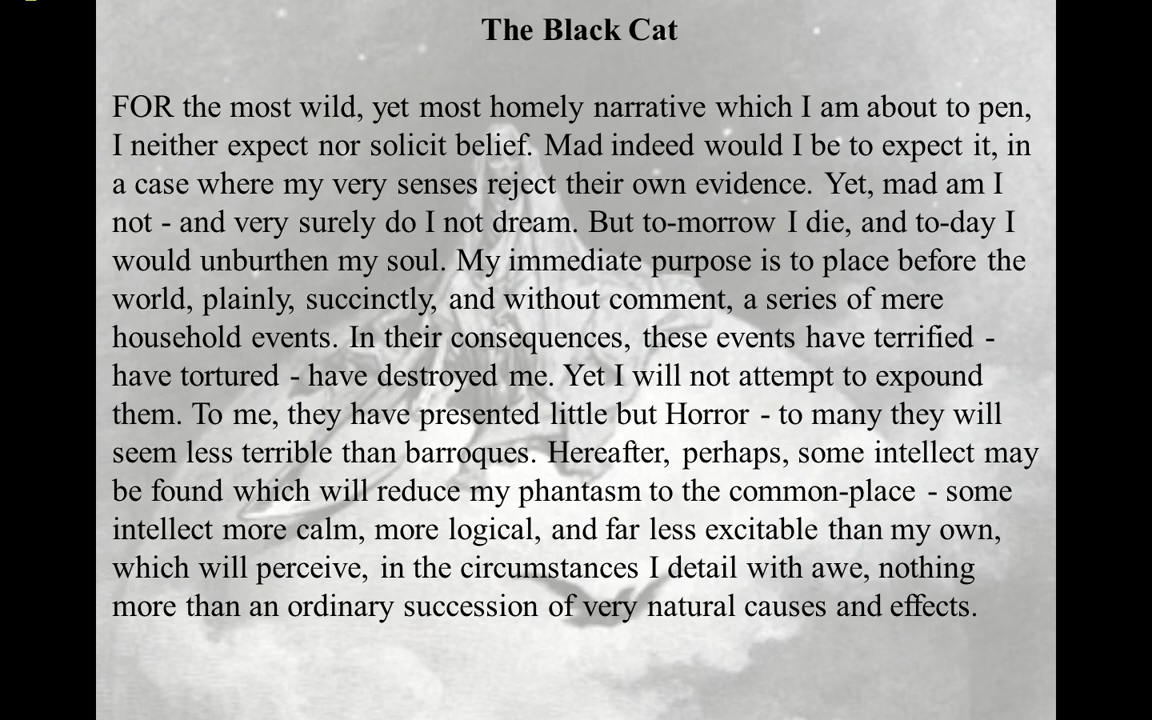 The Black Cat
FOR the most wild, yet most homely narrative which I am about to pen,
I neither expect nor solicit belief. Mad indeed would I be to expect it, in
a case where my very senses reject their own evidence. Yet, mad am I
not - and very surely do I not dream. But to-morrow I die, and to-day I
would unburthen my soul. My immediate purpose is to place before the
world, plainly, succinctly, and without comment, a series of mere
household events. In their consequences, these events have terrified -
have tortured - have destroyed me. Yet I will not attempt to expound
them. To me, they have presented little but Horror - to many they will
seem less terrible than barroques. Hereafter, perhaps, some intellect may
be found which will reduce my phantasm to the common-place - some
intellect more calm, more logical, and far less excitable than my own,
which will perceive, in the circumstances I detail with awe, nothing
more than an ordinary succession of very natural causes and effects.